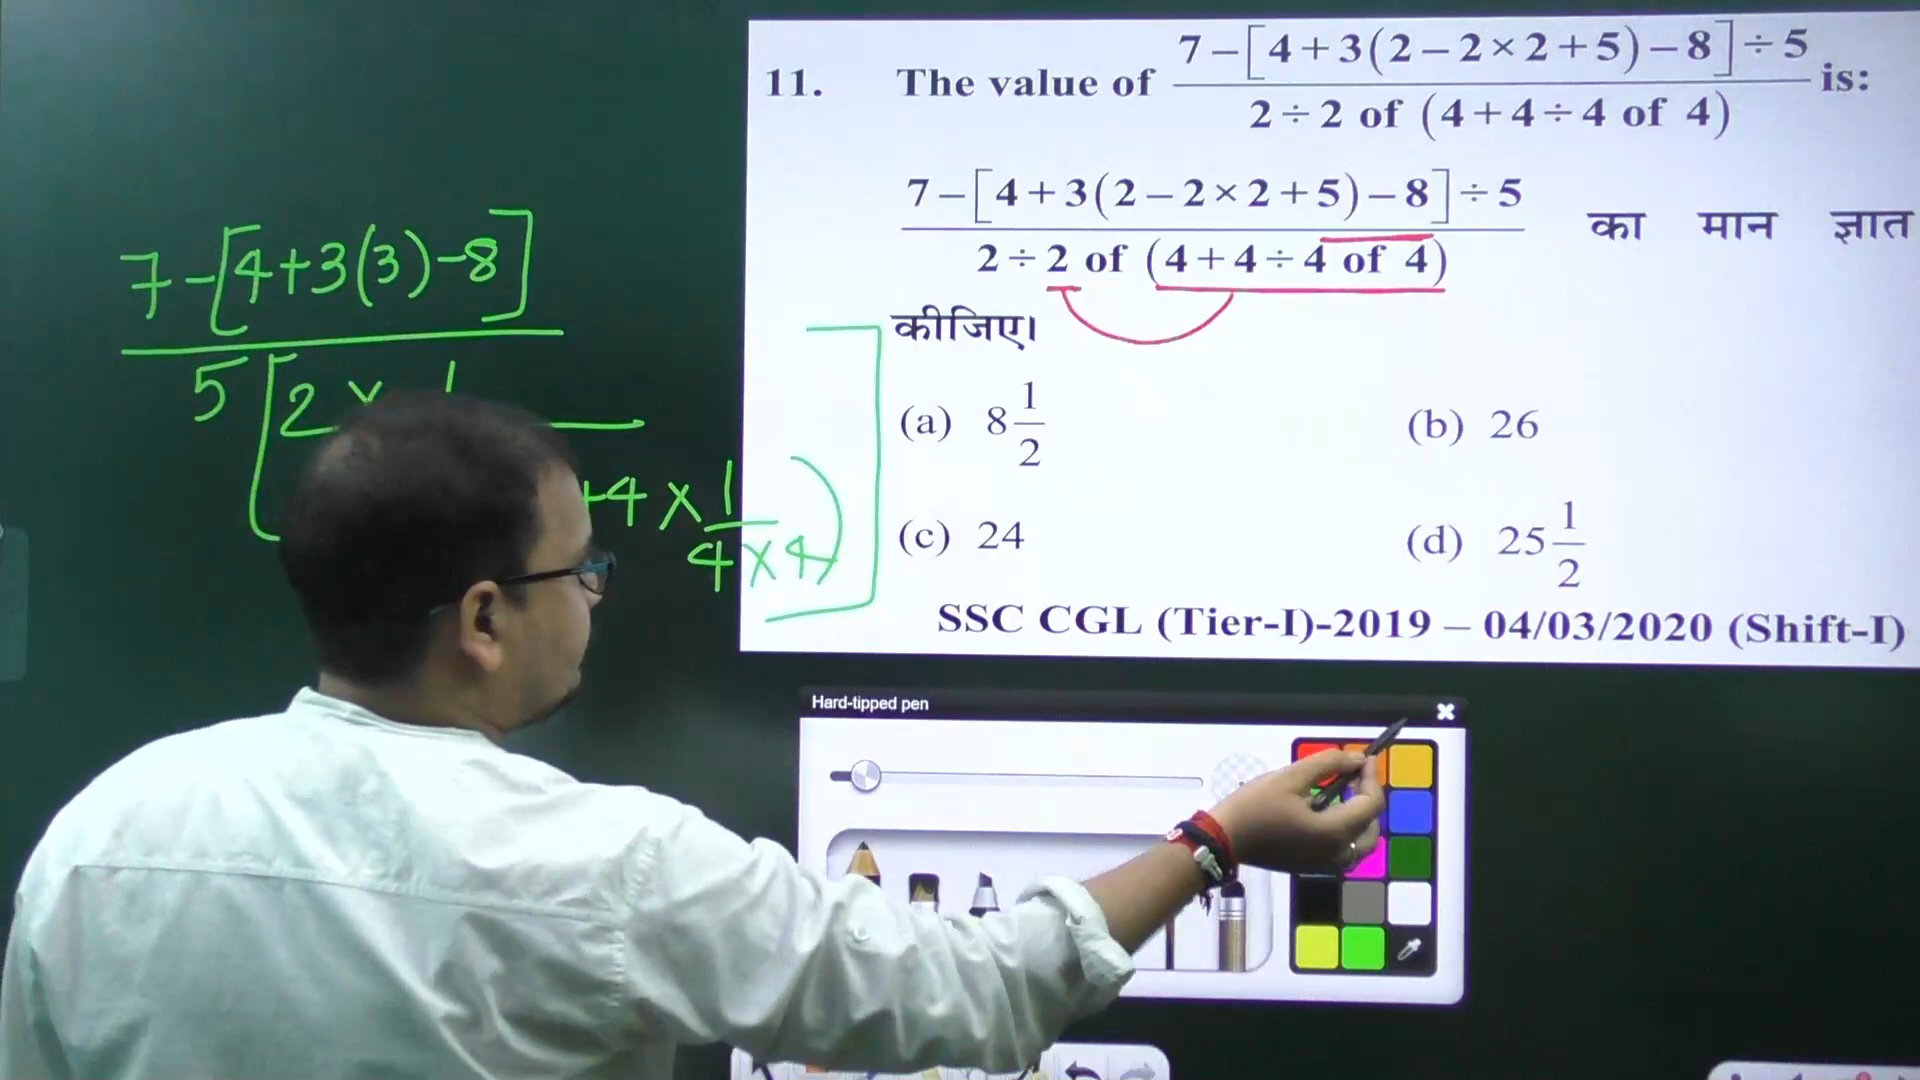 11. The value of 7 – [4 + 3(2 – 2 × 2 + 5) – 8] ÷ 5
2 ÷ 2 of (4 + 4 ÷ 4 of 4) is:
7 – [4 + 3(2 – 2 × 2 + 5) – 8] ÷ 5
2 ÷ 2 of (4 + 4 ÷ 4 of 4) का मान ज्ञात
कीजिए।
(a) 8 1/2 (b) 26
(c) 24 (d) 25 1/2
SSC CGL (Tier-I)-2019 – 04/03/2020 (Shift-I)
7 - [4 + 3(3) - 8]
5 [2 × 1
+4 × 1
4 × 4)]
Hard-tipped pen